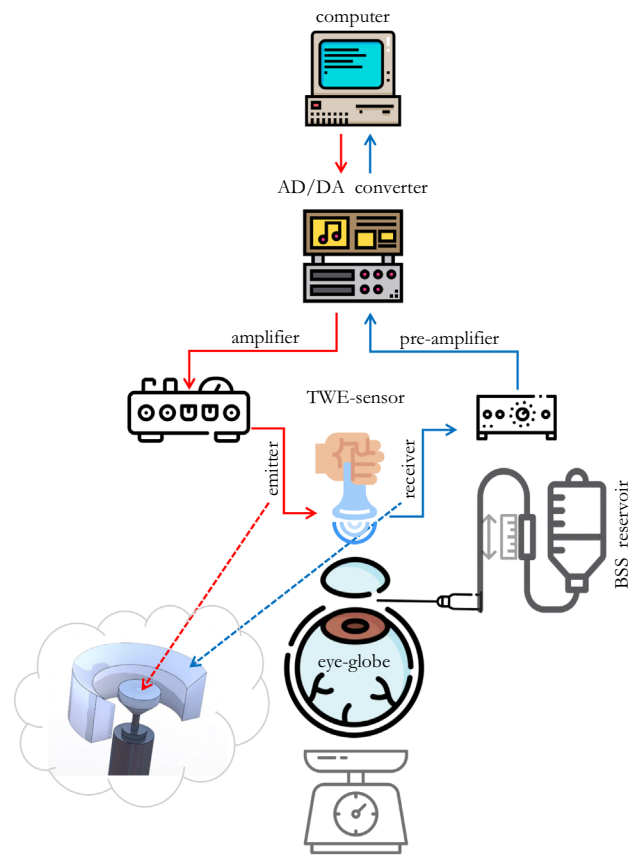 computer
AD/DA converter
amplifier
pre-amplifier
TWE-sensor
emitter
receiver
BSS reservoir
eye-globe